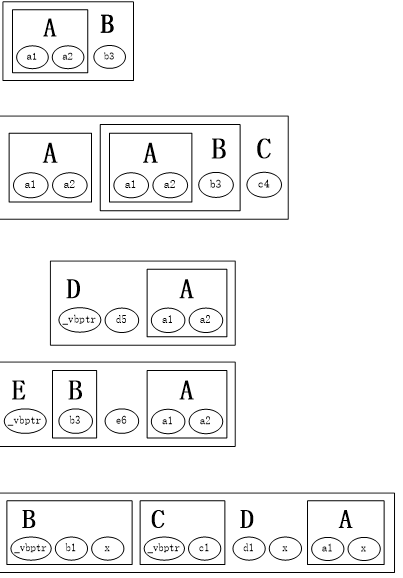 A B
a1 a2 b3
A A B C
a1 a2 a1 a2 b3 c4
D A
_vbptr d5 a1 a2
E B A
_vbptr b3 e6 a1 a2
B C D A
_vbptr b1 x _vbptr c1 d1 x a1 x